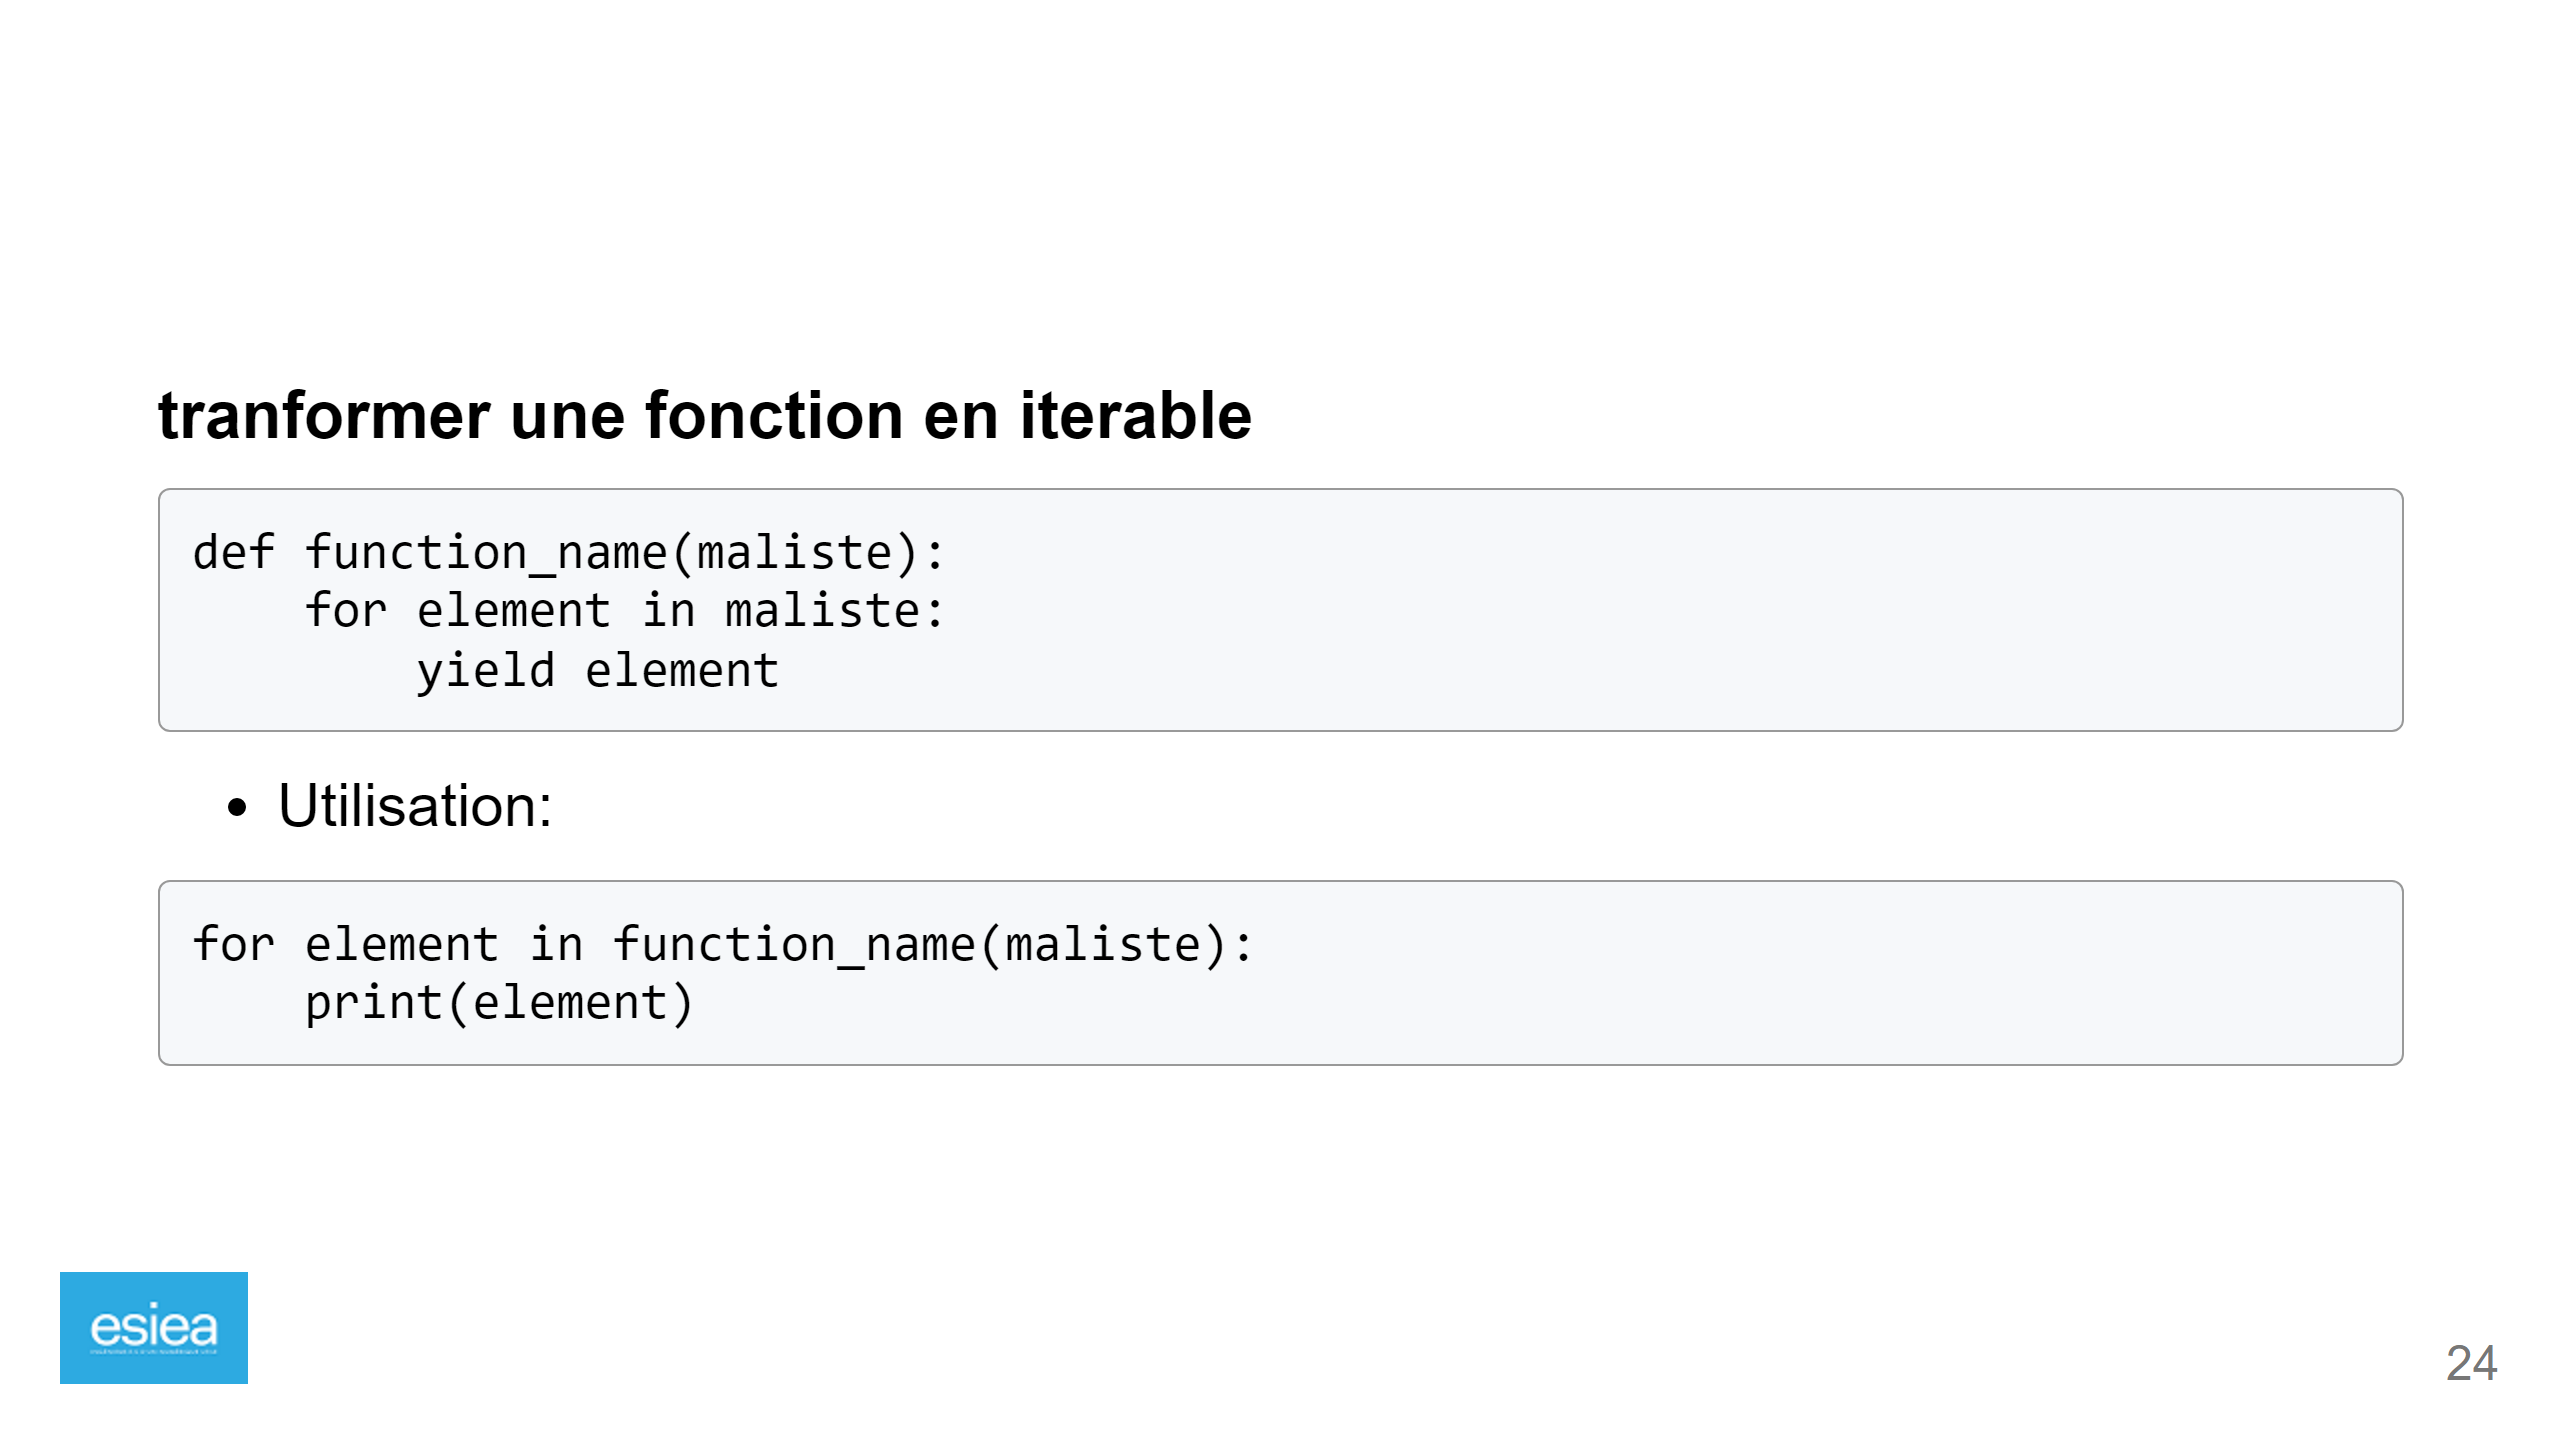 tranformer une fonction en iterable
def function_name(maliste):
    for element in maliste:
        yield element
• Utilisation:
for element in function_name(maliste):
    print(element)
esiea
24